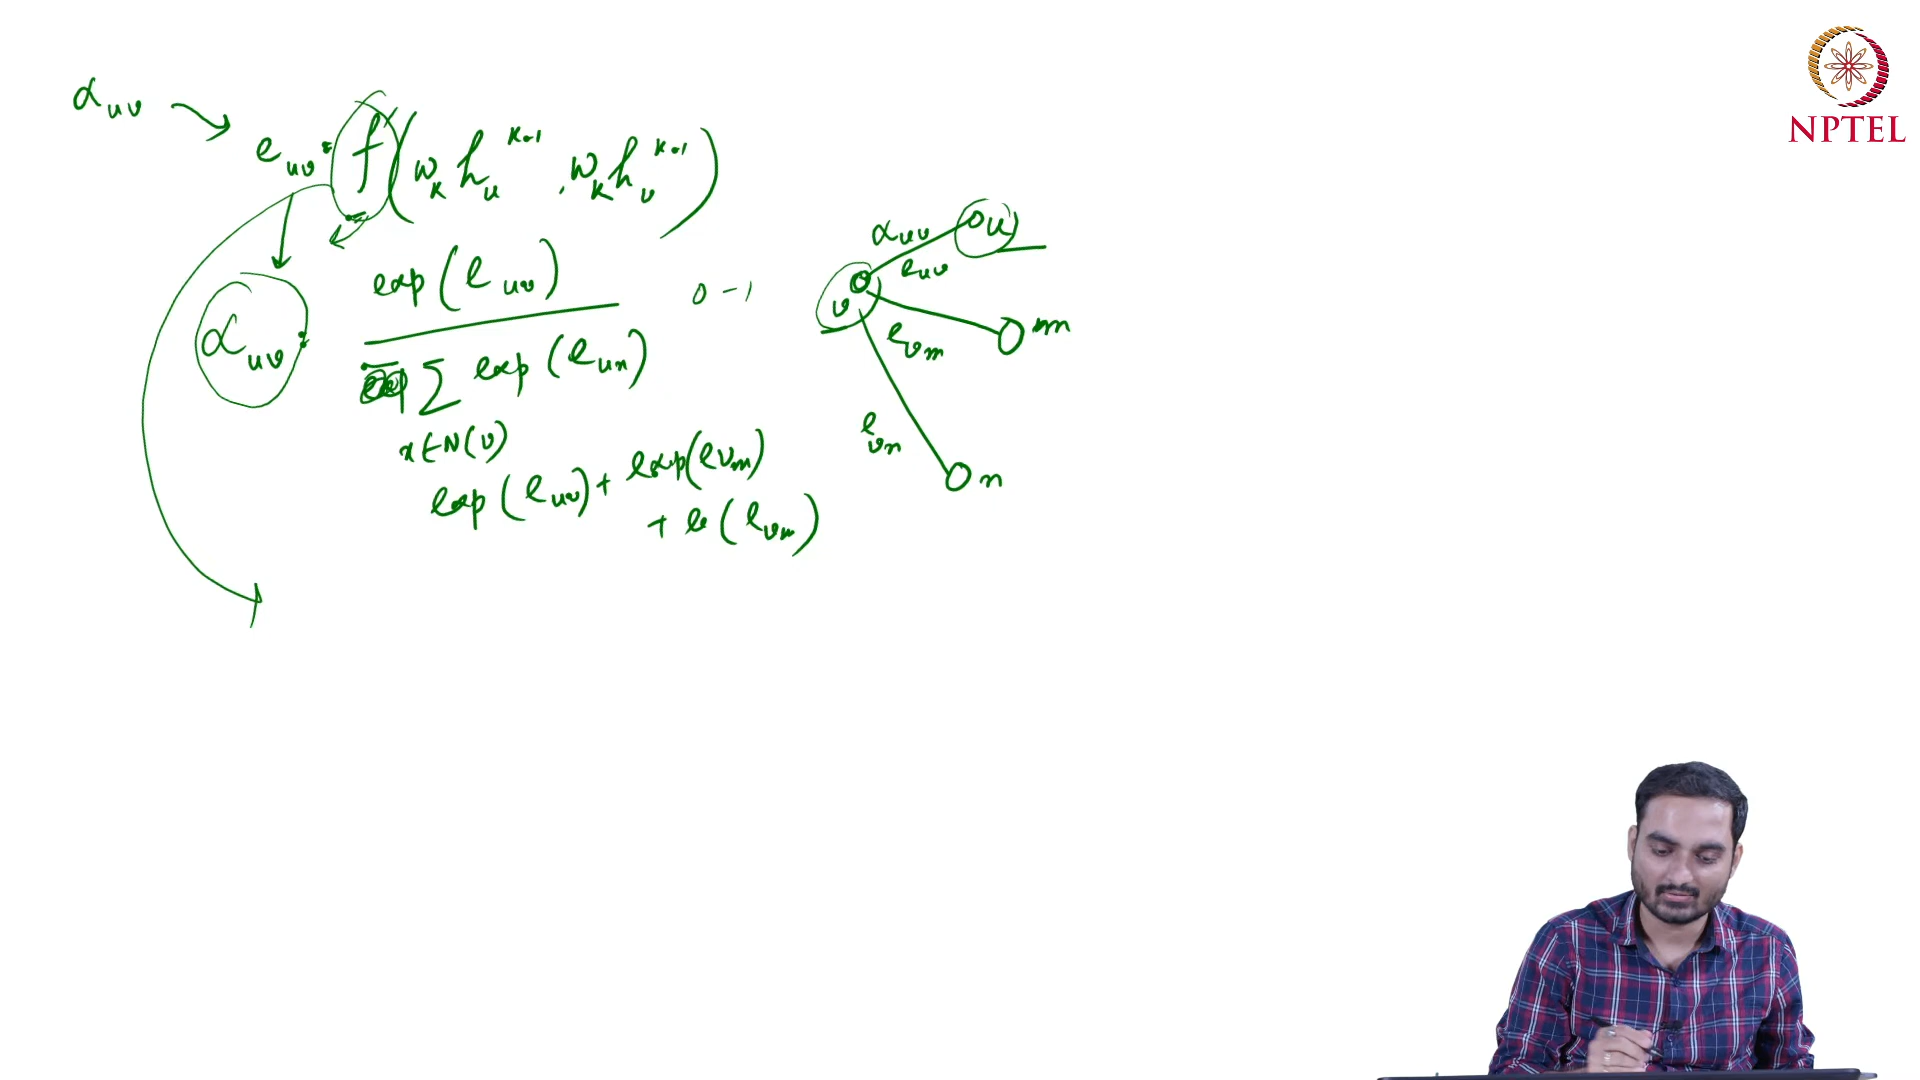 α_uv → e_uv = f(W_k h_u^{k-1}, W_k h_v^{k-1})
α_uv = exp(e_uv) / ∑_{x∈N(v)} exp(e_ux)
0-1
exp(e_uv) + exp(e_vm)
+ e(e_vm)
α_uv
u
e_uv
v
m
e_vm
e_vn
n
NPTEL